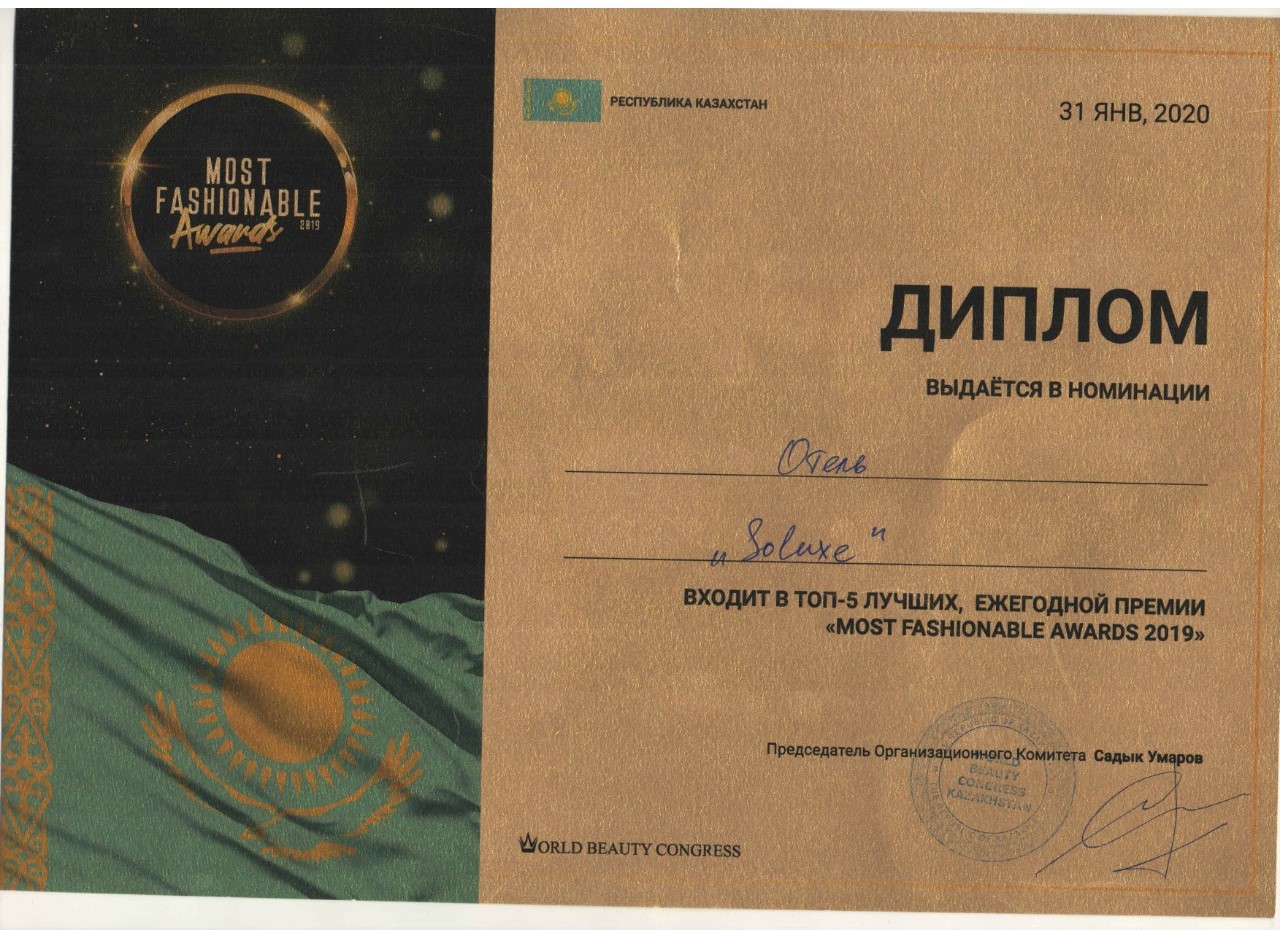 MOST
FASHIONABLE
Awards 2019
РЕСПУБЛИКА КАЗАХСТАН
31 ЯНВ, 2020
ДИПЛОМ
ВЫДАЁТСЯ В НОМИНАЦИИ
Отель
„Soluxe"
ВХОДИТ В ТОП-5 ЛУЧШИХ, ЕЖЕГОДНОЙ ПРЕМИИ
«MOST FASHIONABLE AWARDS 2019»
Председатель Организационного Комитета Садык Умаров
WORLD
BEAUTY
CONGRESS
KAZAKHSTAN
WORLD BEAUTY CONGRESS